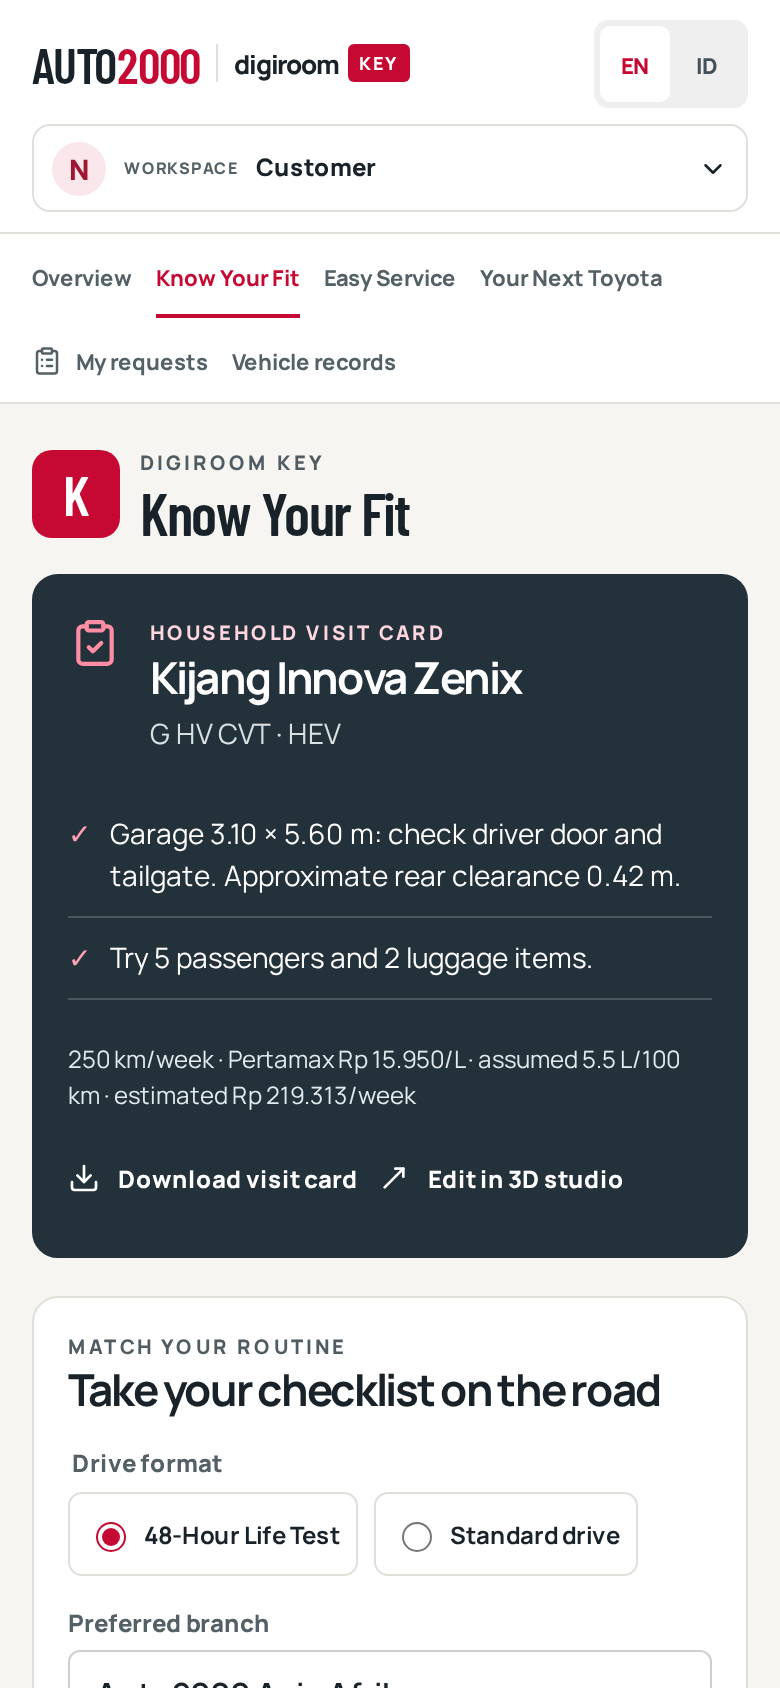 AUTO2000 digiroom KEY EN ID
N WORKSPACE Customer
Overview Know Your Fit Easy Service Your Next Toyota
My requests Vehicle records
K DIGIROOM KEY
Know Your Fit
HOUSEHOLD VISIT CARD
Kijang Innova Zenix
G HV CVT · HEV
✓ Garage 3.10 × 5.60 m: check driver door and
tailgate. Approximate rear clearance 0.42 m.
✓ Try 5 passengers and 2 luggage items.
250 km/week · Pertamax Rp 15.950/L · assumed 5.5 L/100
km · estimated Rp 219.313/week
Download visit card Edit in 3D studio
MATCH YOUR ROUTINE
Take your checklist on the road
Drive format
48-Hour Life Test Standard drive
Preferred branch